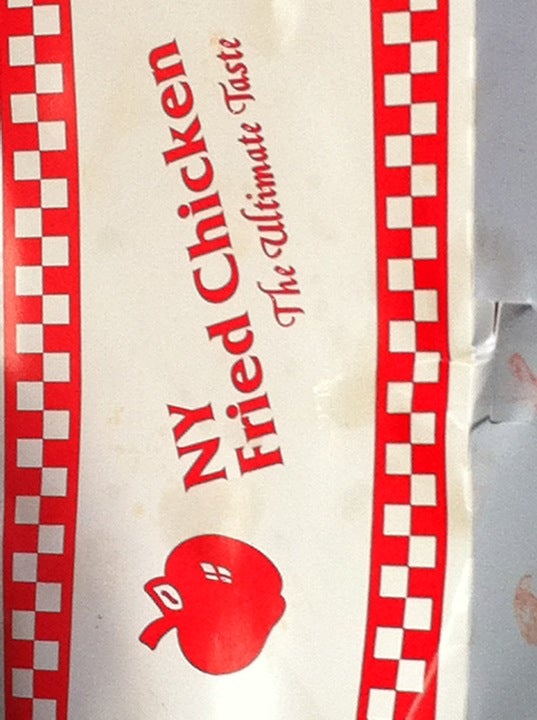 NY
Fried Chicken
The Ultimate Taste